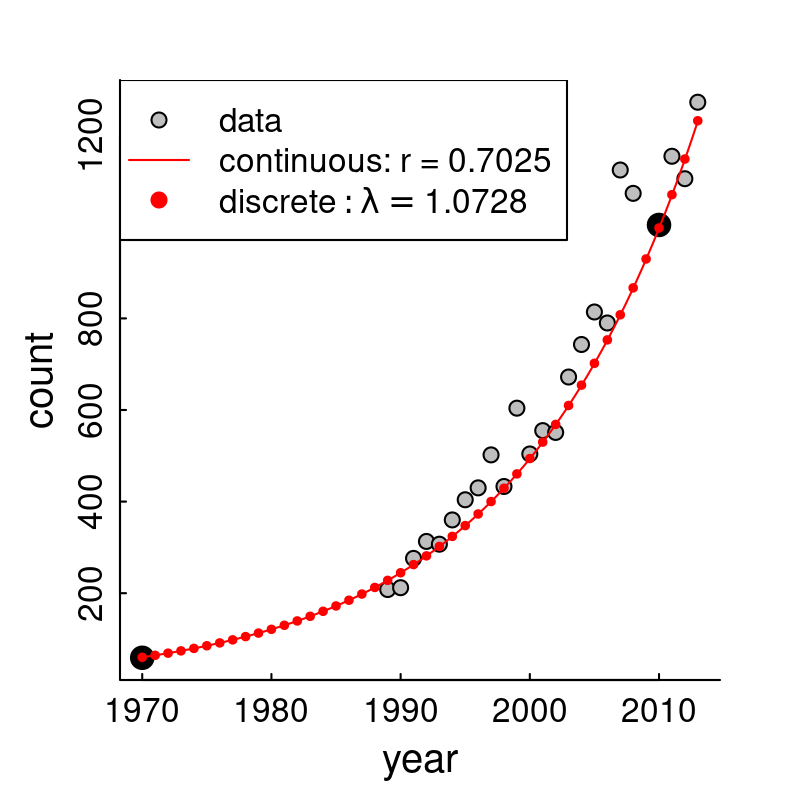 data
continuous: r = 0.7025
discrete : λ = 1.0728
1200
800
600
400
200
count
1970 1980 1990 2000 2010
year